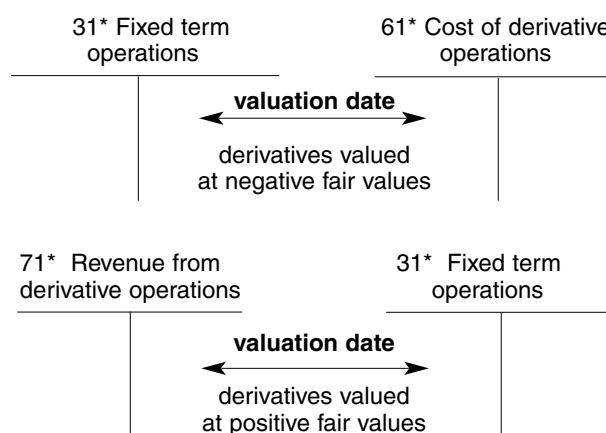 31* Fixed term
operations
61* Cost of derivative
operations
valuation date
derivatives valued
at negative fair values
71* Revenue from
derivative operations
31* Fixed term
operations
valuation date
derivatives valued
at positive fair values